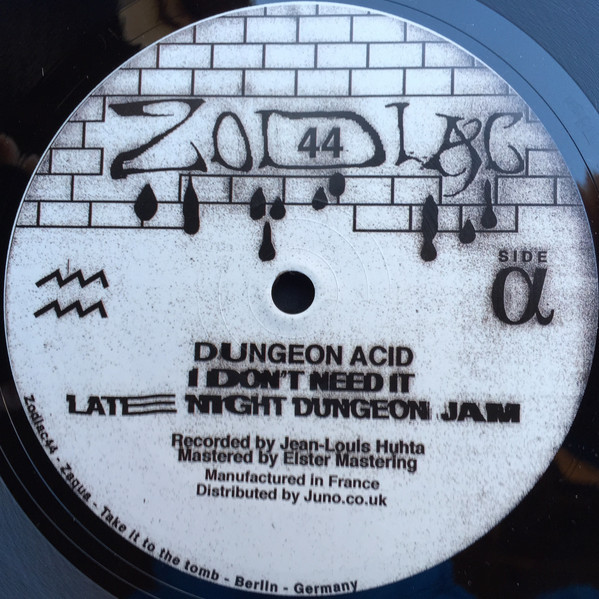 ZODIAC
44
SIDE
α
DUNGEON ACID
I DON'T NEED IT
LATE NIGHT DUNGEON JAM
Recorded by Jean-Louis Huhta
Mastered by Elster Mastering
Manufactured in France
Distributed by Juno.co.uk
Zodiac44 - Zaqua - Take it to the tomb - Berlin - Germany